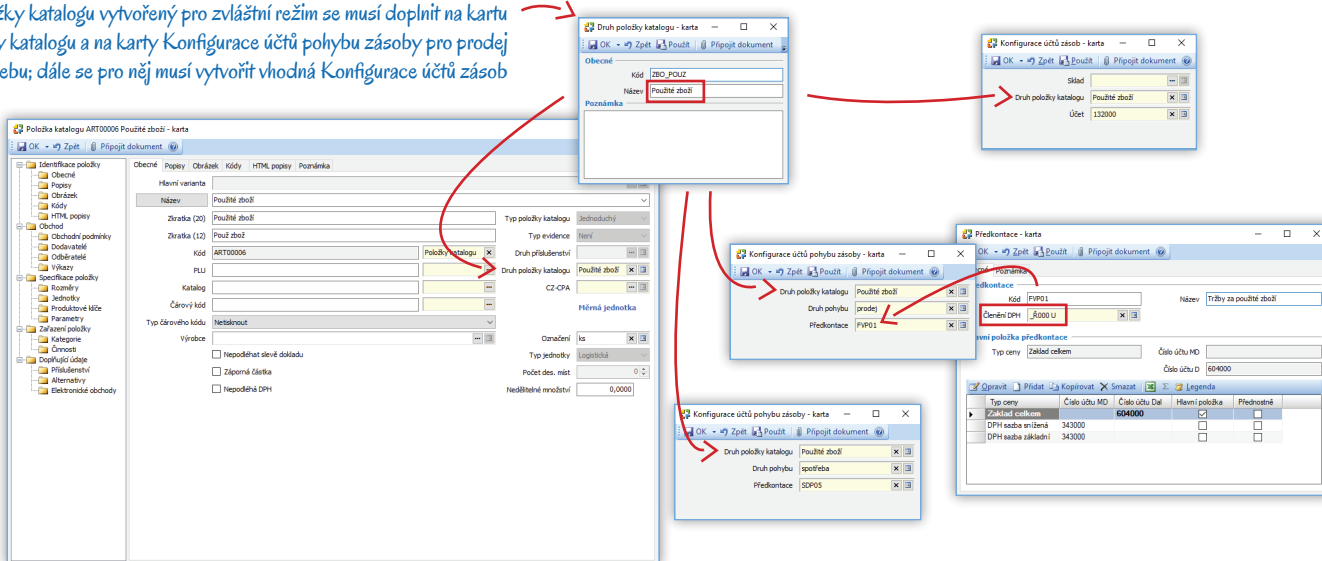 ky katalogu vytvořený pro zvláštní režim se musí doplnit na kartu
y katalogu a na karty Konfigurace účtů pohybu zásoby pro prodej
ebu; dále se pro něj musí vytvořit vhodná Konfigurace účtů zásob
Druh položky katalogu - karta
OK Zpět Použít Připojit dokument
Obecné
Kód ZBO_POUZ
Název Použité zboží
Poznámka
Konfigurace účtů zásob - karta
OK Zpět Použít Připojit dokument
Sklad
Druh položky katalogu Použité zboží
Účet 132000
Položka katalogu ART00006 Použité zboží - karta
OK Zpět Připojit dokument
Identifikace položky
Obecné
Popisy
Obrázek
Kódy
HTML popisy
Obchod
Obchodní podmínky
Dodavatelé
Odběratelé
Výkazy
Specifikace položky
Rozměry
Jednotky
Produktové klíče
Parametry
Zařazení položky
Kategorie
Činnosti
Doplňující údaje
Příslušenství
Alternativy
Elektronické obchody
Obecné Popisy Obrázek Kódy HTML popisy Poznámka
Hlavní varianta
Název Použité zboží
Zkratka (20) Použité zboží Typ položky katalogu Jednoduchý
Zkratka (12) Použ zbož Typ evidence Není
Kód ART00006 Položky katalogu Druh příslušenství
PLU Druh položky katalogu Použité zboží
Katalog CZ-CPA
Čárový kód Měrná jednotka
Typ čárového kódu Netisknout
Výrobce Označení ks
Nepodléhat slevě dokladu Typ jednotky Logistická
Záporná částka Počet des. míst 0
Nepodléhá DPH Nedělitelné množství 0,0000
Konfigurace účtů pohybu zásoby - karta
OK Zpět Použít Připojit dokument
Druh položky katalogu Použité zboží
Druh pohybu prodej
Předkontace FVP01
Konfigurace účtů pohybu zásoby - karta
OK Zpět Použít Připojit dokument
Druh položky katalogu Použité zboží
Druh pohybu spotřeba
Předkontace SDP05
Předkontace - karta
OK Zpět Použít Připojit dokument
Poznámka
edkontace
Kód FVP01 Název Tržby za použité zboží
Členění DPH _Ř000 U
vní položka předkontace
Typ ceny Základ celkem Číslo účtu MD
Číslo účtu D 604000
Opravit Přidat Kopírovat Smazat Σ Legenda
Typ ceny Číslo účtu MD Číslo účtu Dal Hlavní položka Přednostně
Základ celkem 604000
DPH sazba snížená 343000
DPH sazba základní 343000